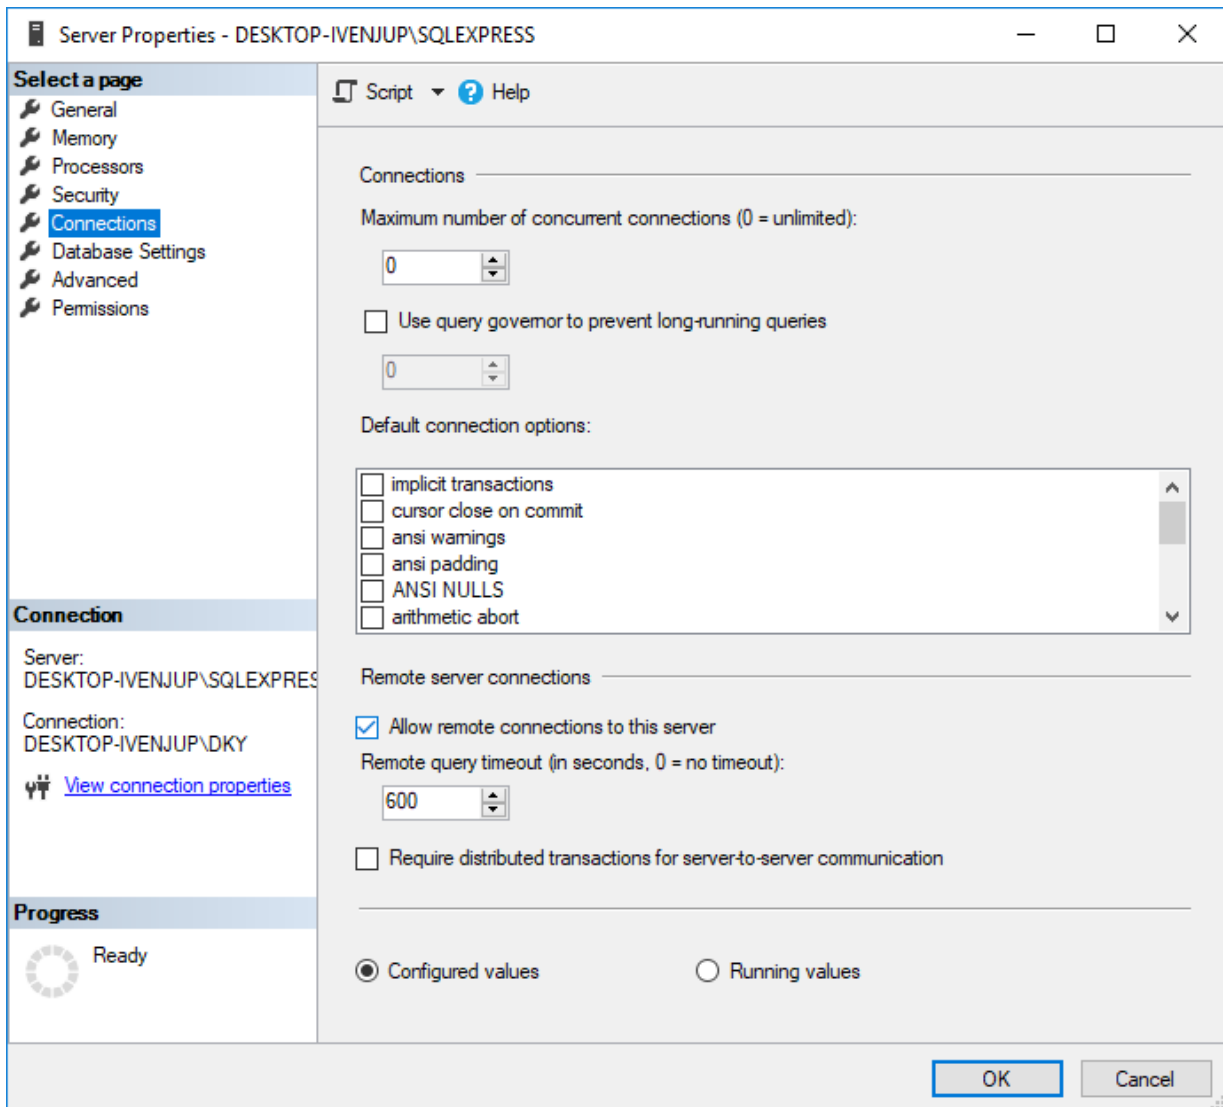 Server Properties - DESKTOP-IVENJUP\SQLEXPRESS
Select a page
General
Memory
Processors
Security
Connections
Database Settings
Advanced
Permissions
Connection
Server:
DESKTOP-IVENJUP\SQLEXPRES
Connection:
DESKTOP-IVENJUP\DKY
View connection properties
Progress
Ready
Script
Help
Connections
Maximum number of concurrent connections (0 = unlimited):
0
Use query governor to prevent long-running queries
0
Default connection options:
implicit transactions
cursor close on commit
ansi warnings
ansi padding
ANSI NULLS
arithmetic abort
Remote server connections
Allow remote connections to this server
Remote query timeout (in seconds, 0 = no timeout):
600
Require distributed transactions for server-to-server communication
Configured values
Running values
OK
Cancel